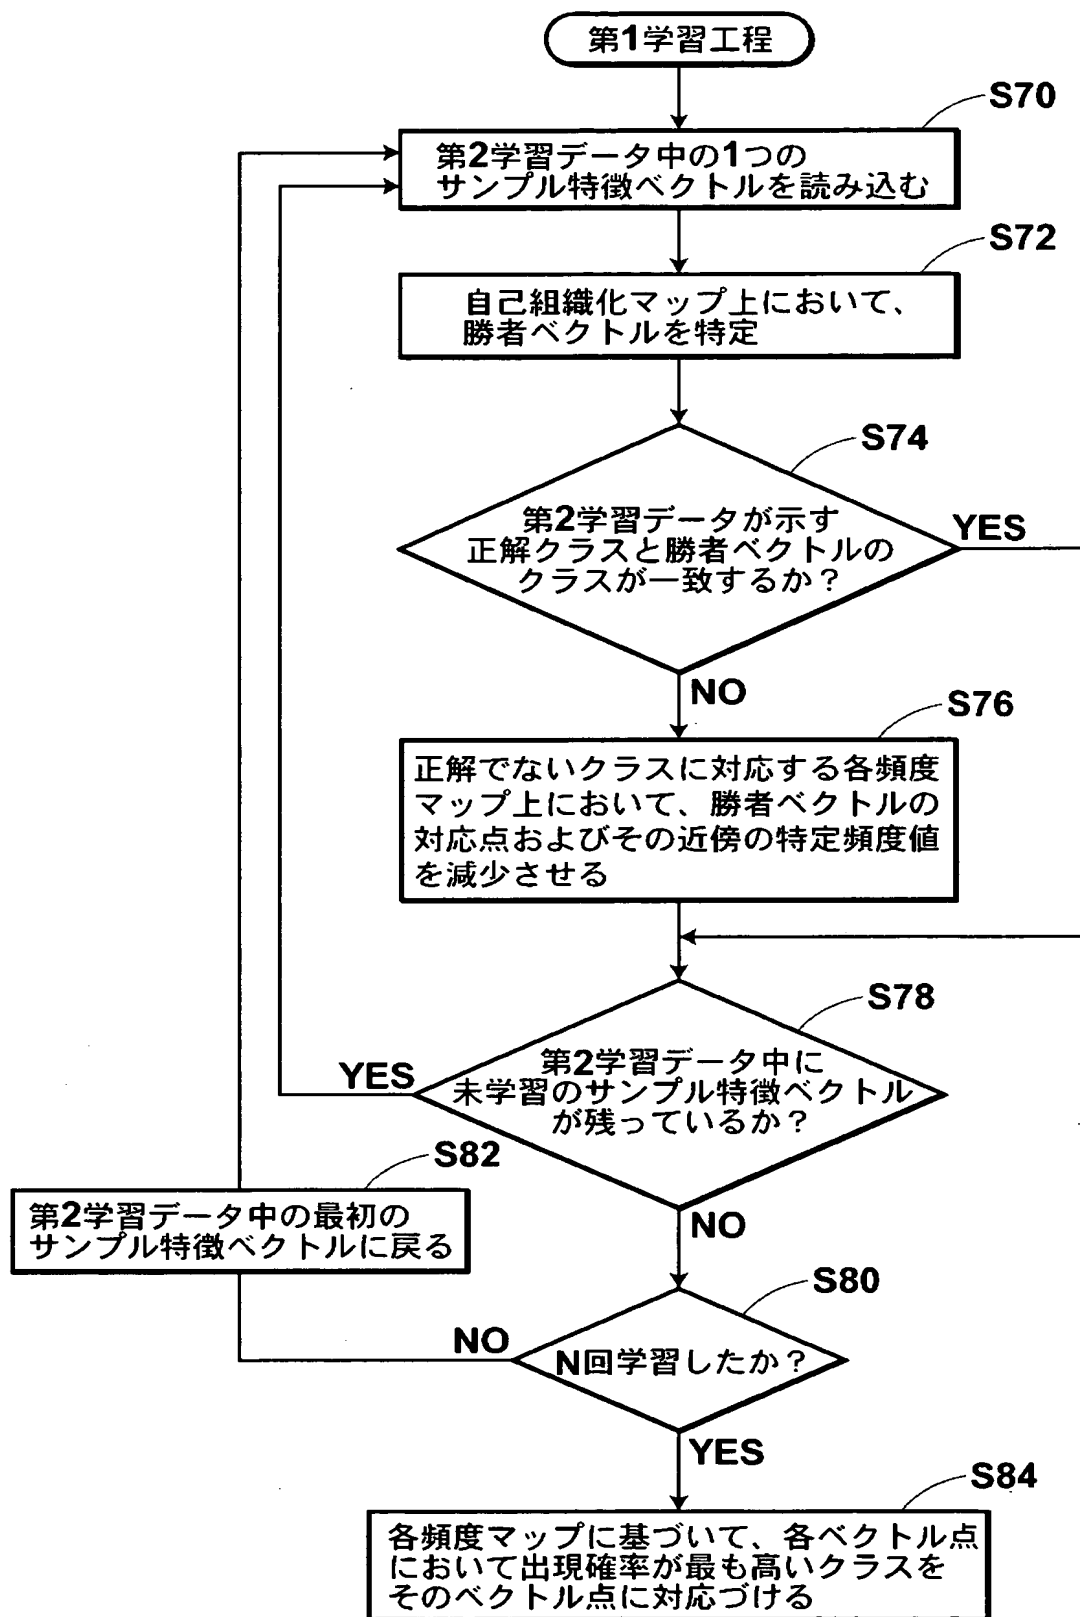 第1学習工程
S70
第2学習データ中の1つの
サンプル特徴ベクトルを読み込む
S72
自己組織化マップ上において、
勝者ベクトルを特定
S74
第2学習データが示す
正解クラスと勝者ベクトルの
クラスが一致するか？
YES
NO
S76
正解でないクラスに対応する各頻度
マップ上において、勝者ベクトルの
対応点およびその近傍の特定頻度値
を減少させる
S78
第2学習データ中に
未学習のサンプル特徴ベクトル
が残っているか？
YES
NO
S82
第2学習データ中の最初の
サンプル特徴ベクトルに戻る
S80
N回学習したか？
NO
YES
S84
各頻度マップに基づいて、各ベクトル点
において出現確率が最も高いクラスを
そのベクトル点に対応づける